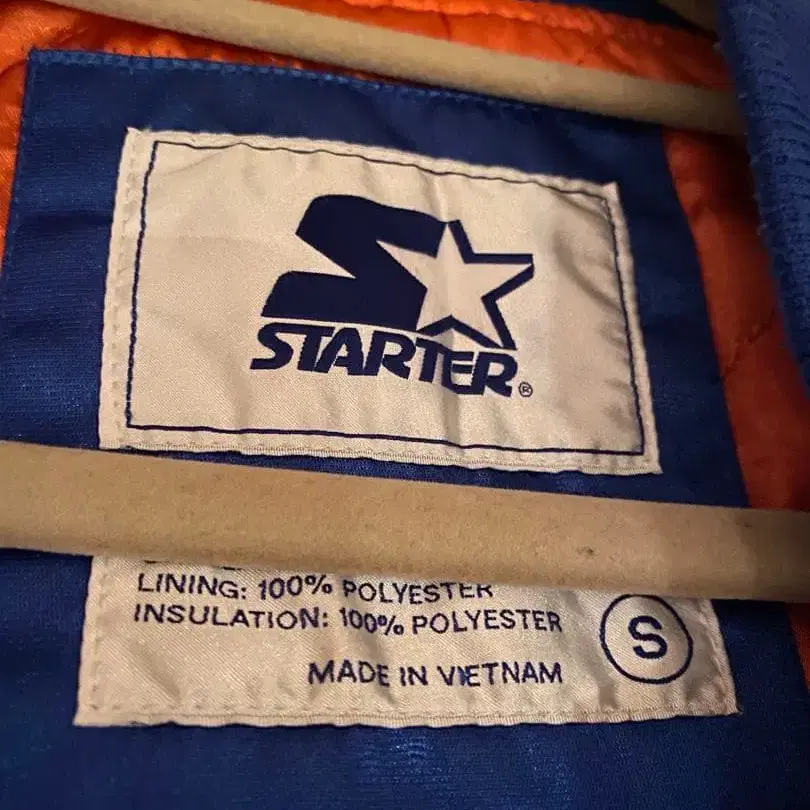 STARTER®
LINING: 100% POLYESTER
INSULATION: 100% POLYESTER
S
MADE IN VIETNAM